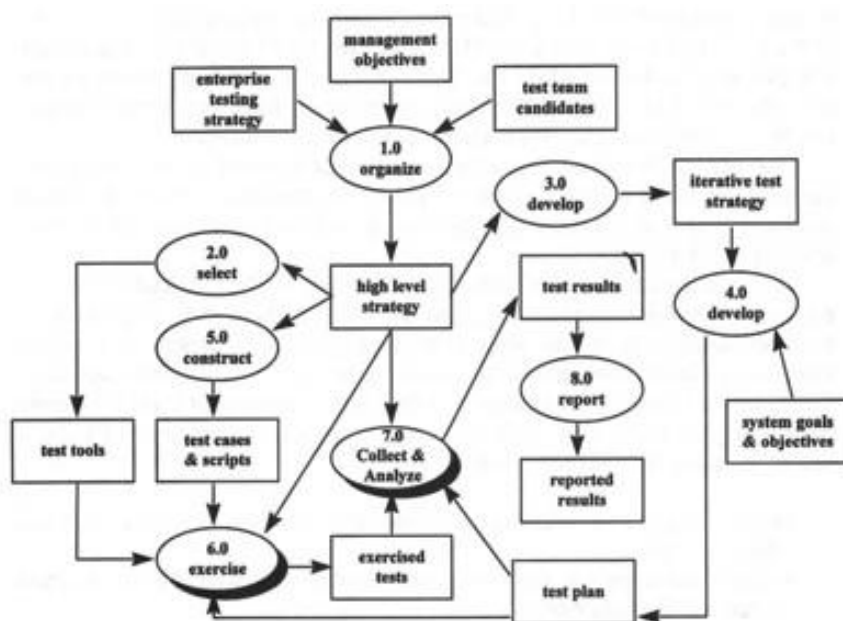 management
objectives
enterprise
testing
strategy
test team
candidates
1.0
organize
3.0
develop
iterative test
strategy
2.0
select
high level
strategy
test results
4.0
develop
5.0
construct
8.0
report
test tools
test cases
& scripts
7.0
Collect &
Analyze
system goals
& objectives
reported
results
6.0
exercise
exercised
tests
test plan